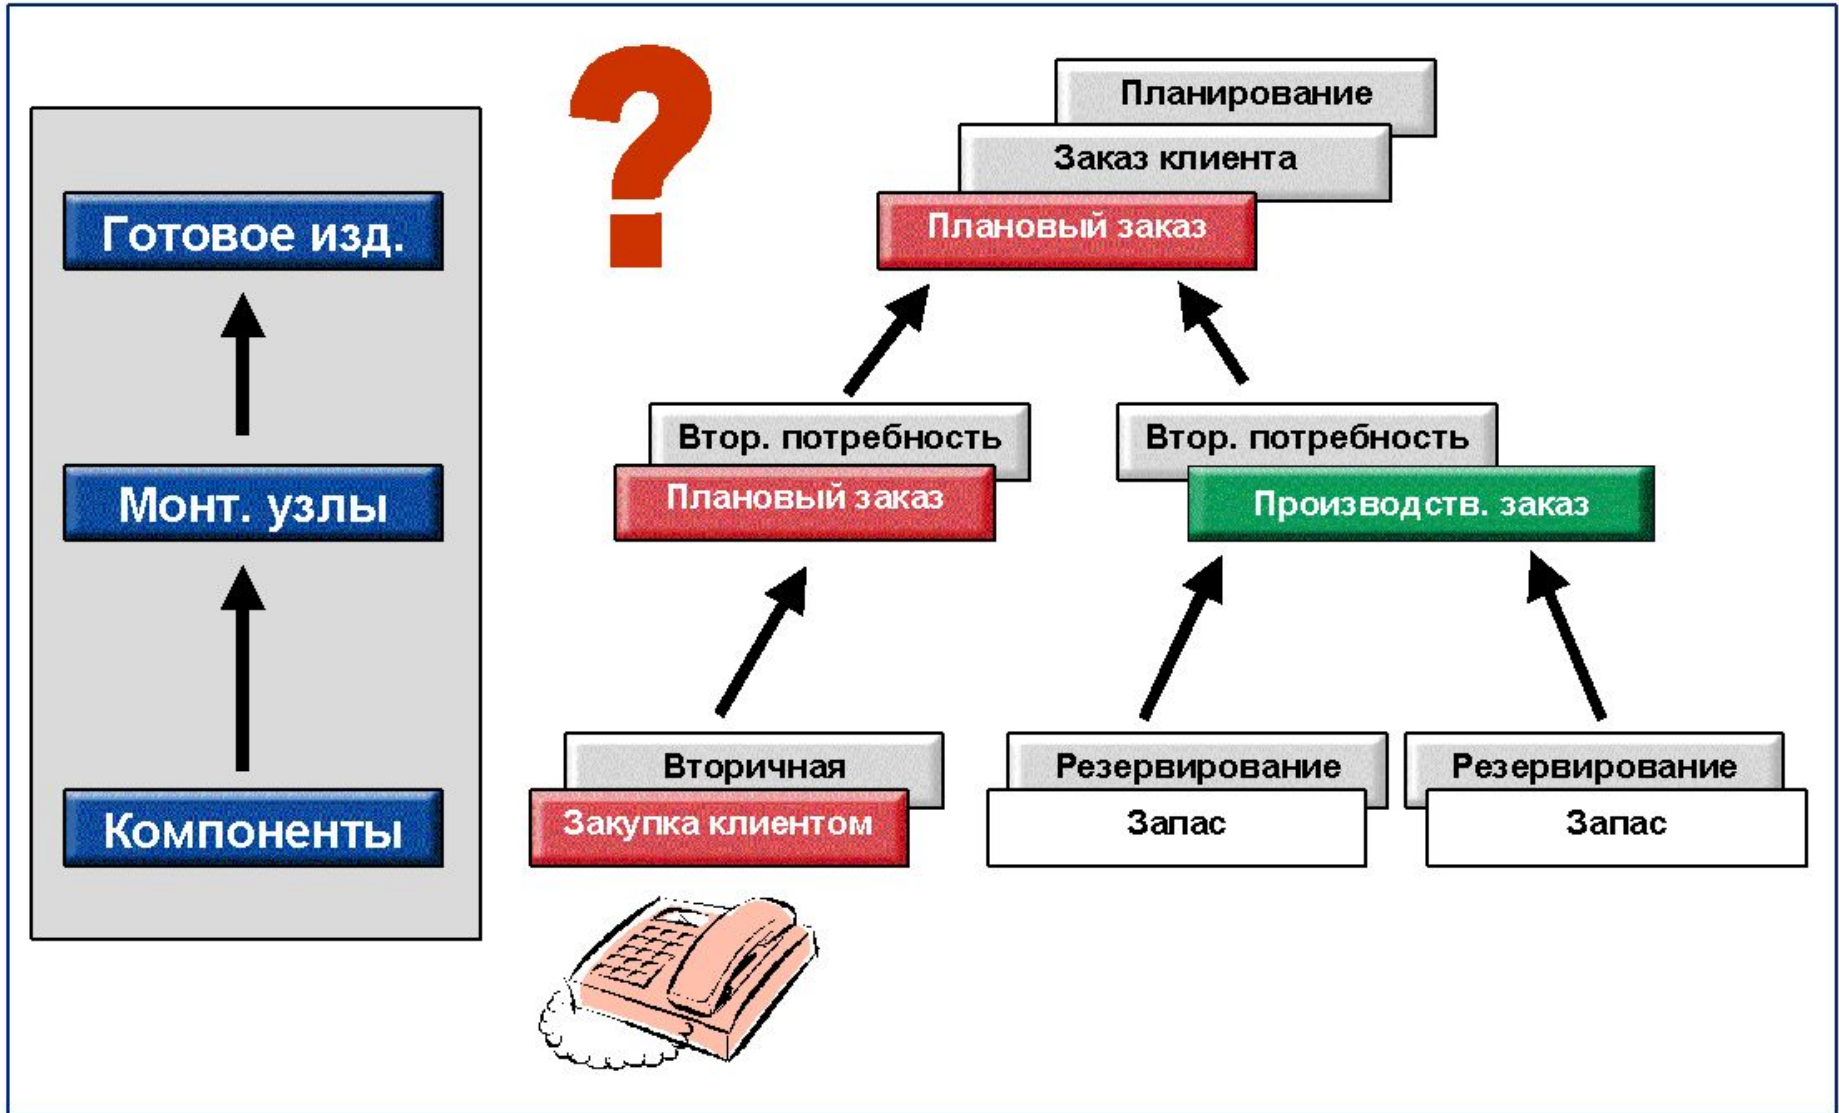 Готовое изд.
Монт. узлы
Компоненты
?
Планирование
Заказ клиента
Плановый заказ
Втор. потребность
Плановый заказ
Втор. потребность
Производств. заказ
Вторичная
Закупка клиентом
Резервирование
Запас
Резервирование
Запас